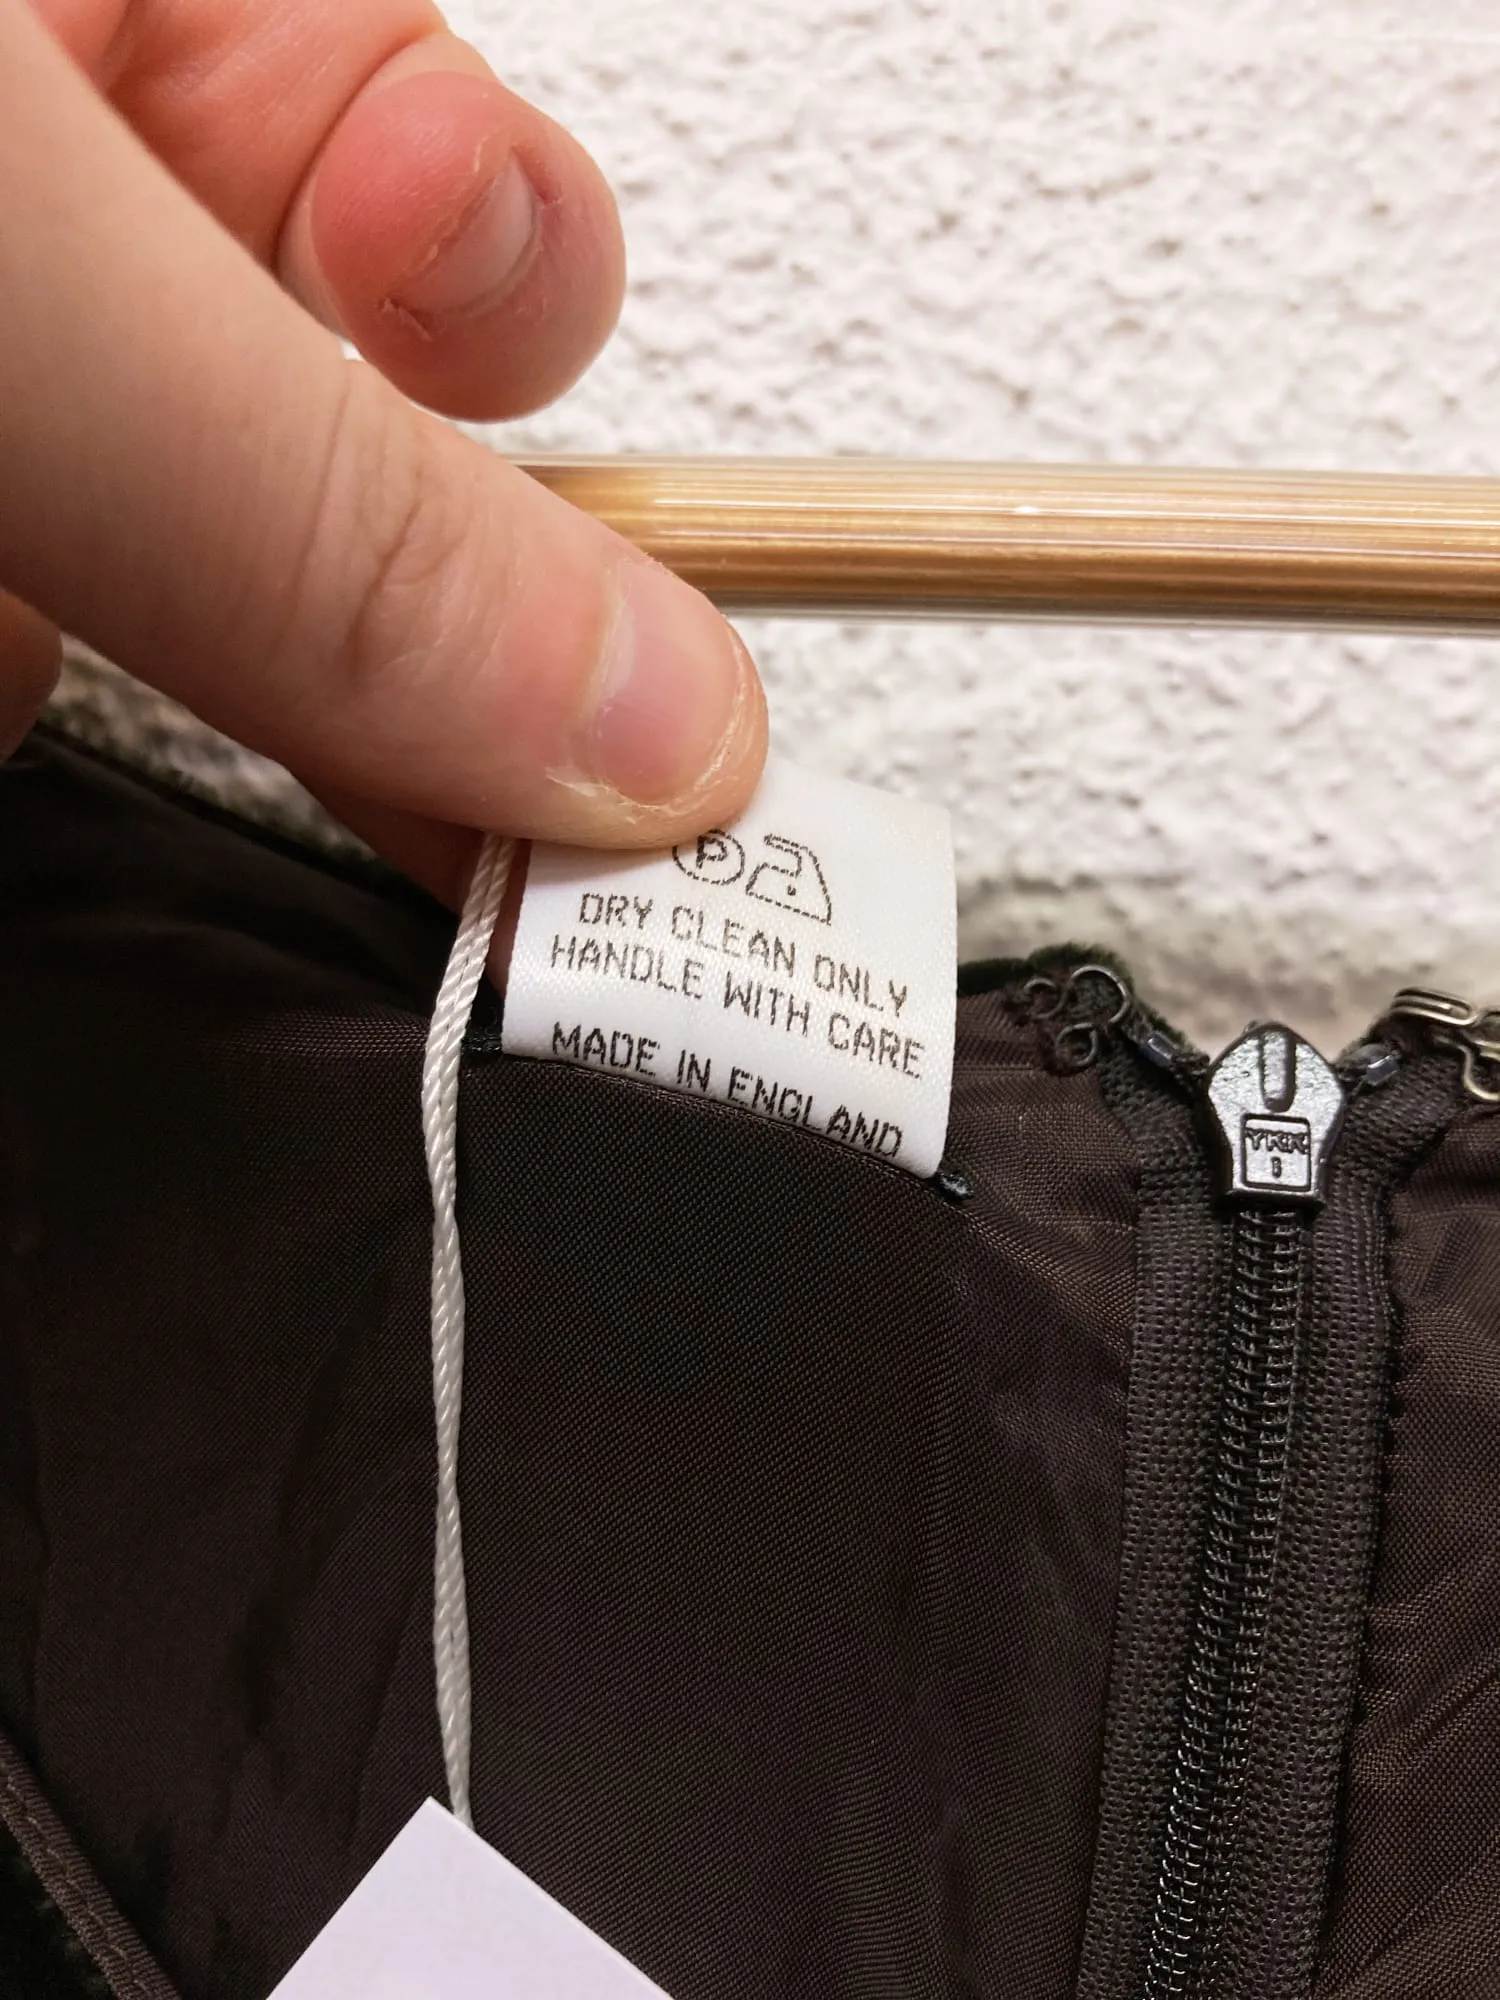 P
DRY CLEAN ONLY
HANDLE WITH CARE
MADE IN ENGLAND
YKK